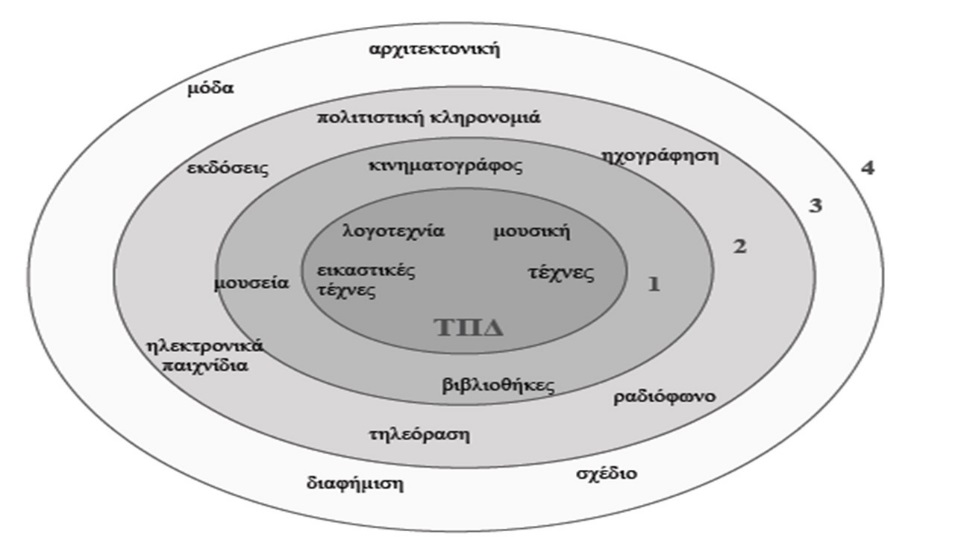 αρχιτεκτονική
μόδα
πολιτιστική κληρονομιά
ηχογράφηση
εκδόσεις
κινηματογράφος
4
3
λογοτεχνία
μουσική
2
εικαστικές
τέχνες
τέχνες
μουσεία
1
ΤΠΔ
ηλεκτρονικά
παιχνίδια
βιβλιοθήκες
ραδιόφωνο
τηλεόραση
σχέδιο
διαφήμιση